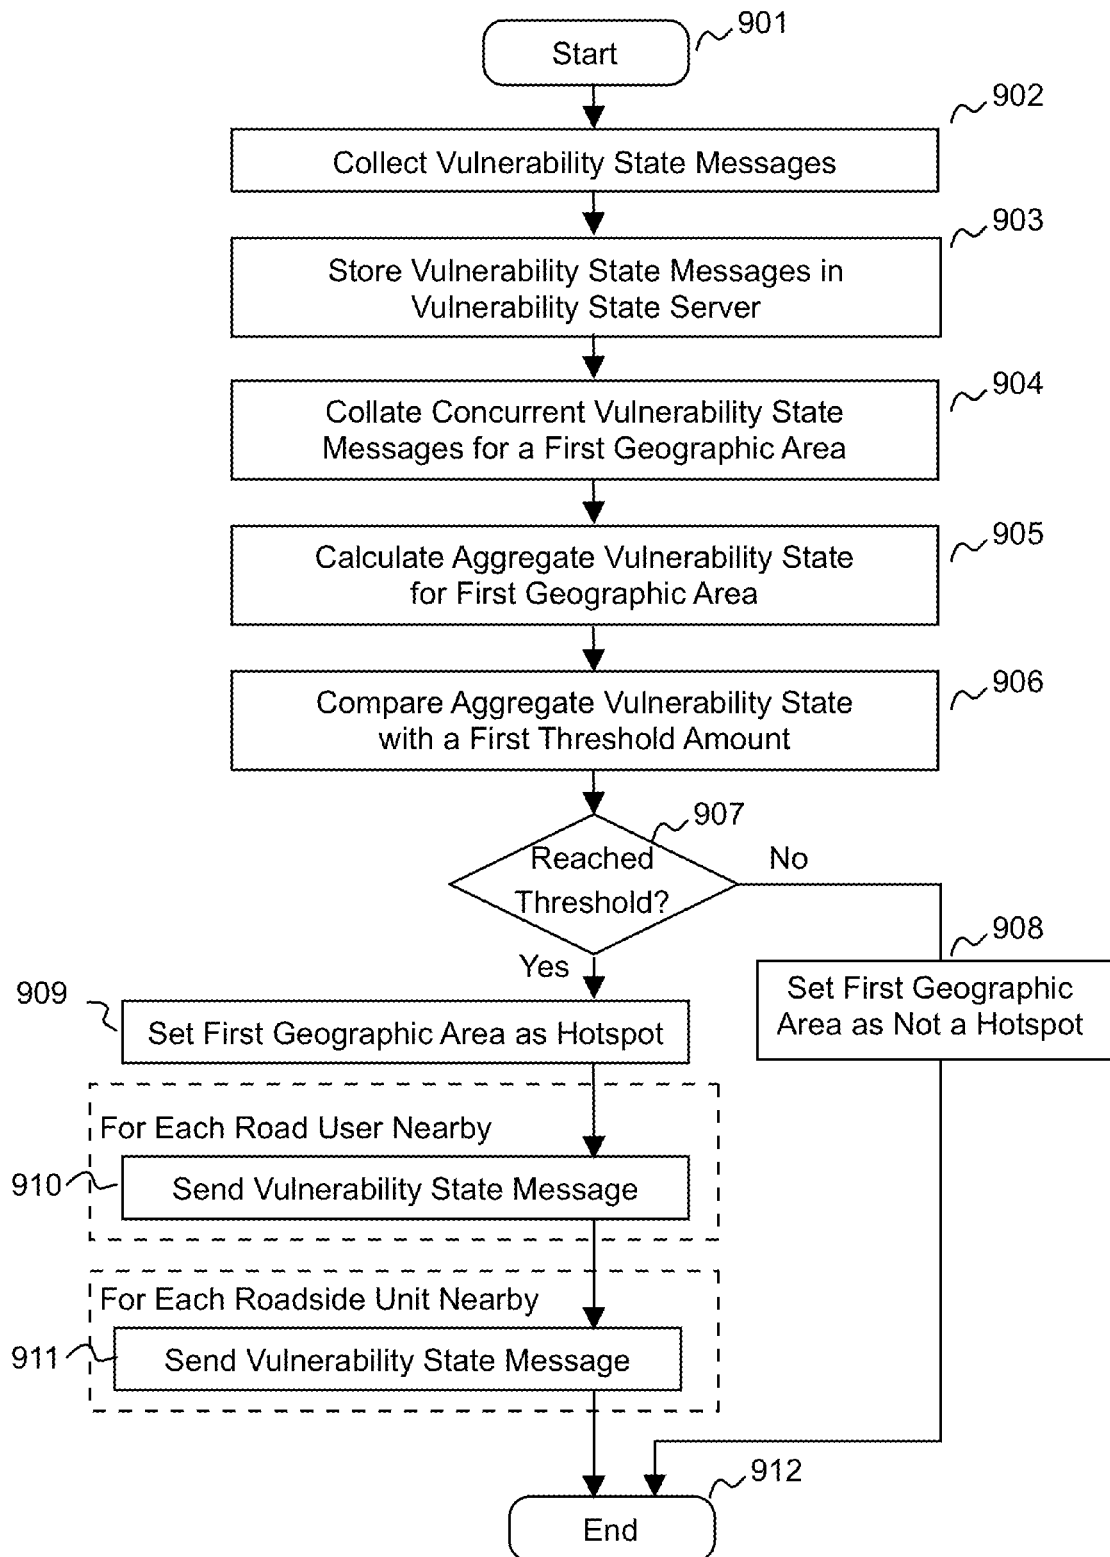 901
Start
902
Collect Vulnerability State Messages
903
Store Vulnerability State Messages in
Vulnerability State Server
904
Collate Concurrent Vulnerability State
Messages for a First Geographic Area
905
Calculate Aggregate Vulnerability State
for First Geographic Area
906
Compare Aggregate Vulnerability State
with a First Threshold Amount
907
Reached
Threshold?
No
Yes
908
Set First Geographic
Area as Not a Hotspot
909
Set First Geographic Area as Hotspot
For Each Road User Nearby
910
Send Vulnerability State Message
For Each Roadside Unit Nearby
911
Send Vulnerability State Message
912
End